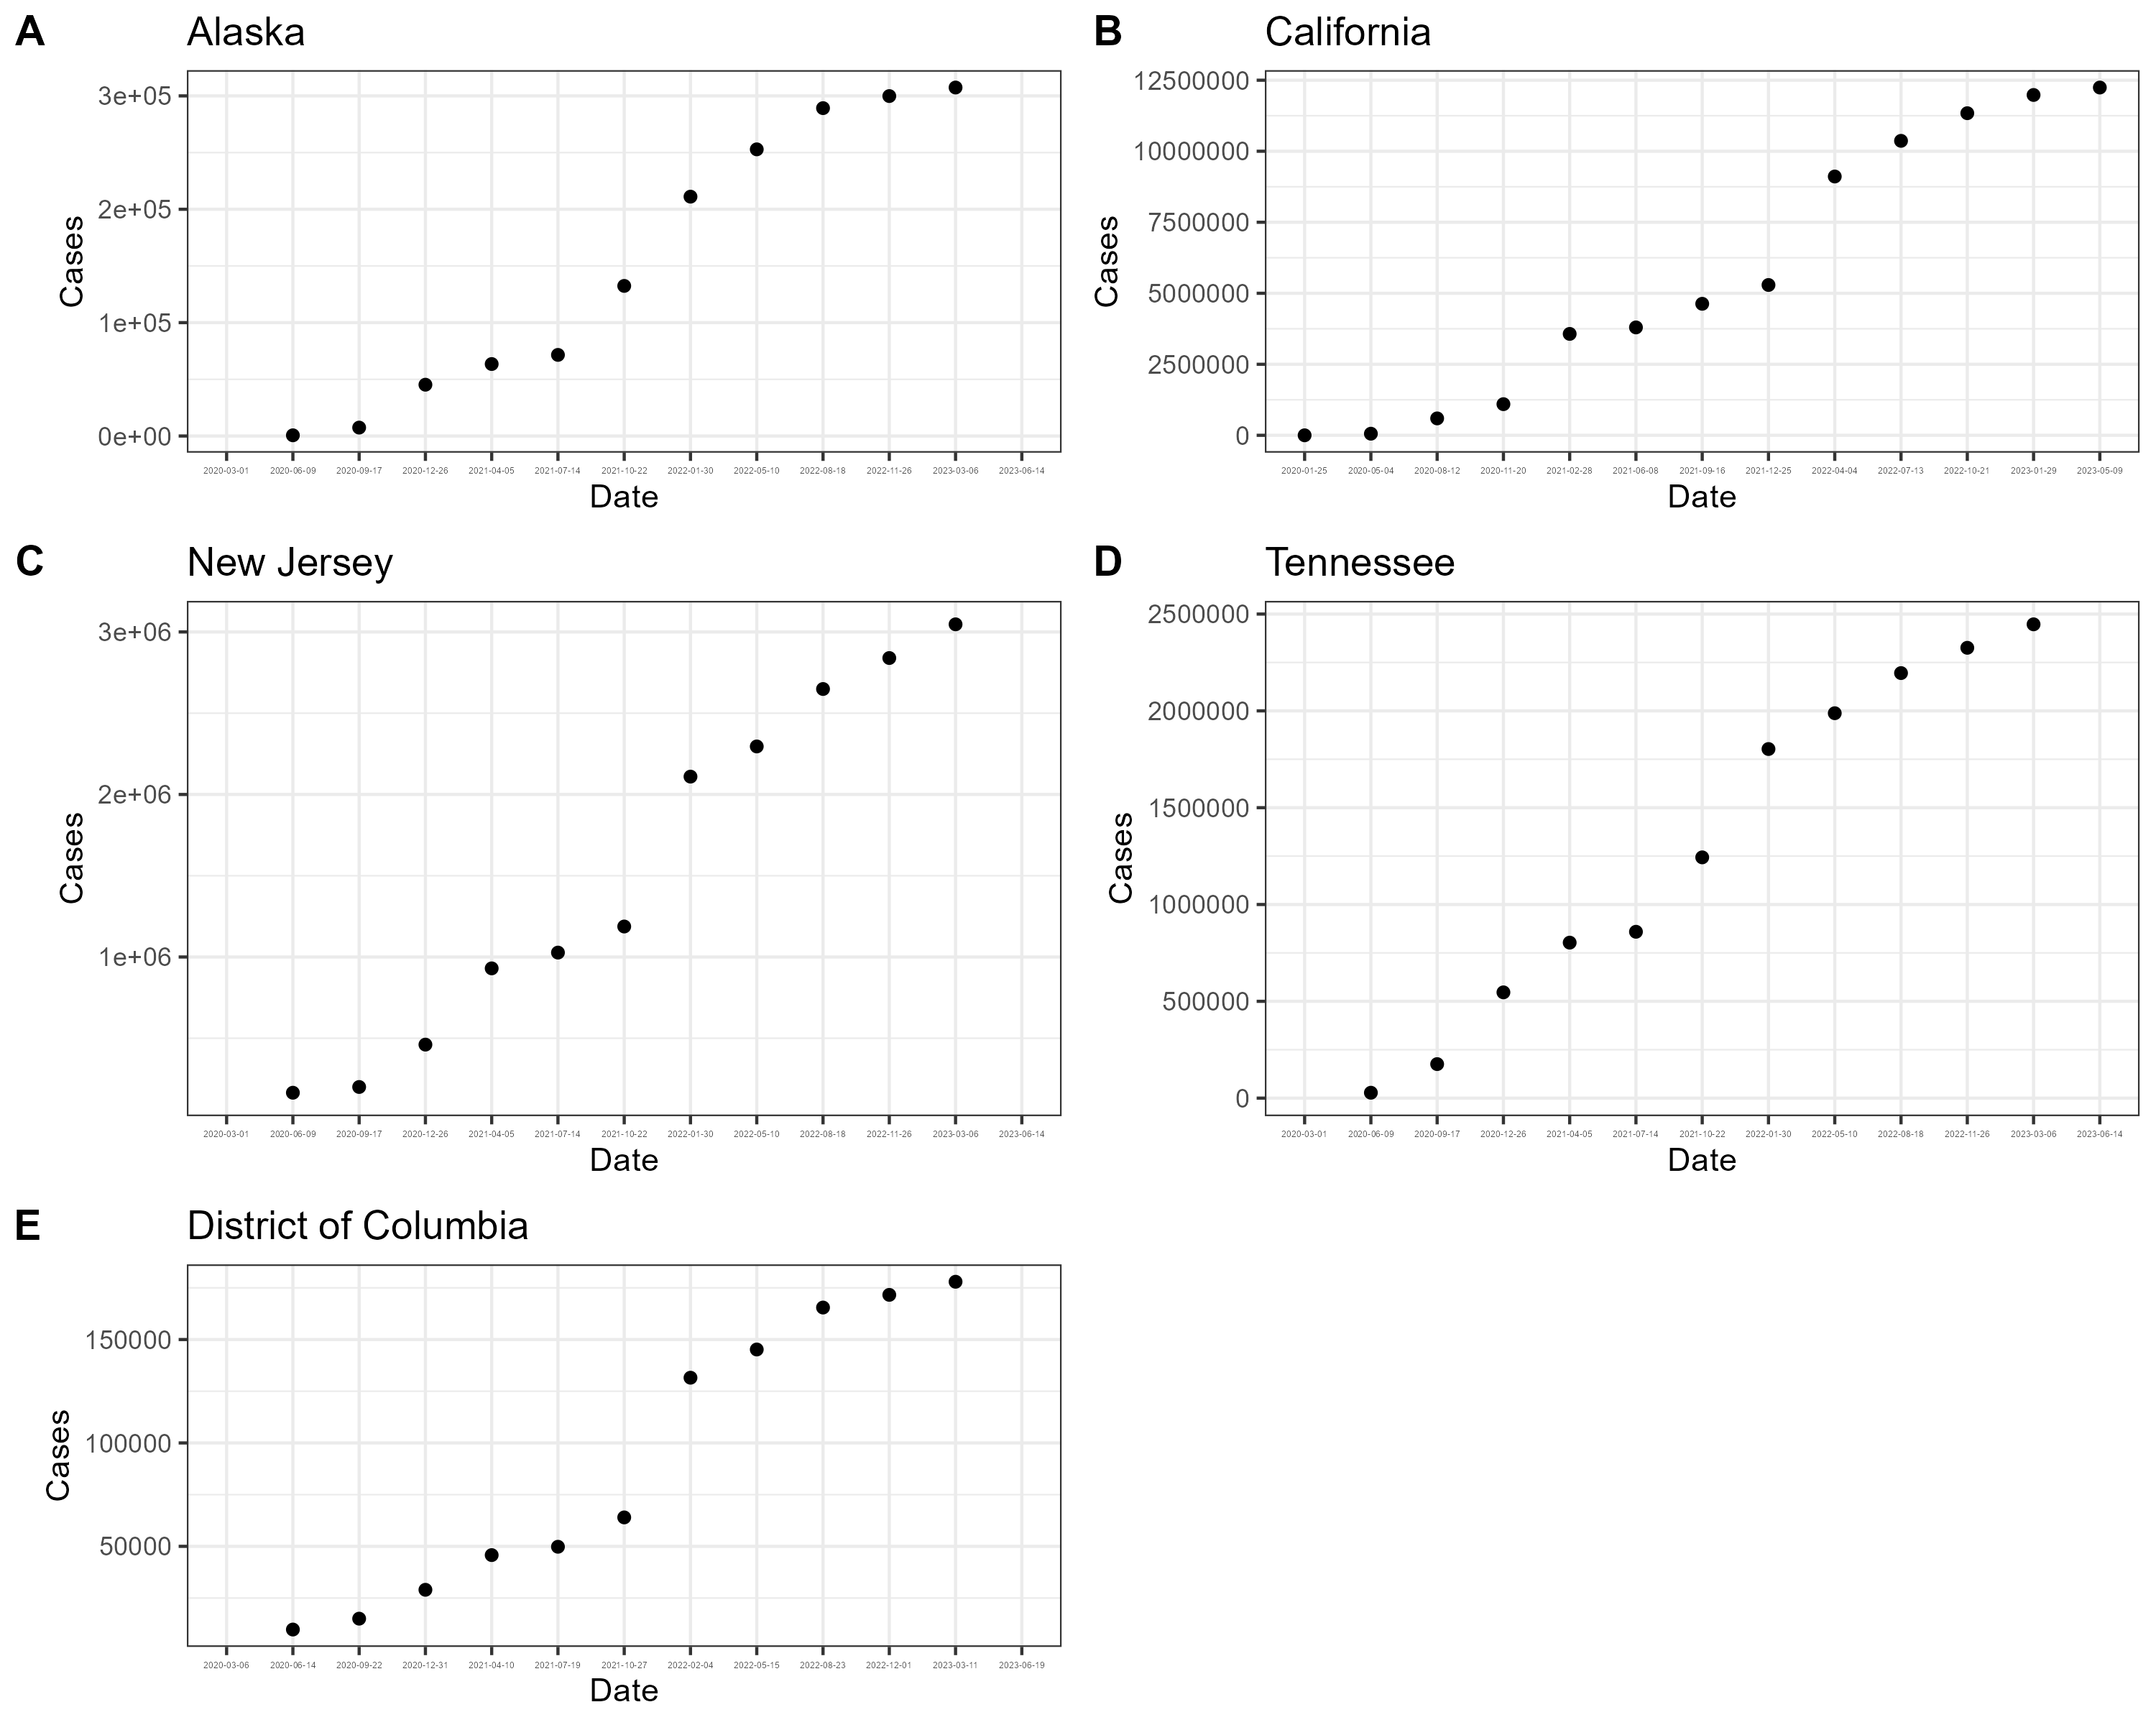 A Alaska
3e+05
2e+05
1e+05
0e+00
Cases
2020-03-01 2020-06-09 2020-09-17 2020-12-26 2021-04-05 2021-07-14 2021-10-22 2022-01-30 2022-05-10 2022-08-18 2022-11-26 2023-03-06 2023-06-14
Date
B California
12500000
10000000
7500000
5000000
2500000
0
Cases
2020-01-25 2020-05-04 2020-08-12 2020-11-20 2021-02-28 2021-06-08 2021-09-16 2021-12-25 2022-04-04 2022-07-13 2022-10-21 2023-01-29 2023-05-09
Date
C New Jersey
3e+06
2e+06
1e+06
Cases
2020-03-01 2020-06-09 2020-09-17 2020-12-26 2021-04-05 2021-07-14 2021-10-22 2022-01-30 2022-05-10 2022-08-18 2022-11-26 2023-03-06 2023-06-14
Date
D Tennessee
2500000
2000000
1500000
1000000
500000
0
Cases
2020-03-01 2020-06-09 2020-09-17 2020-12-26 2021-04-05 2021-07-14 2021-10-22 2022-01-30 2022-05-10 2022-08-18 2022-11-26 2023-03-06 2023-06-14
Date
E District of Columbia
150000
100000
50000
Cases
2020-03-06 2020-06-14 2020-09-22 2020-12-31 2021-04-10 2021-07-19 2021-10-27 2022-02-04 2022-05-15 2022-08-23 2022-12-01 2023-03-11 2023-06-19
Date